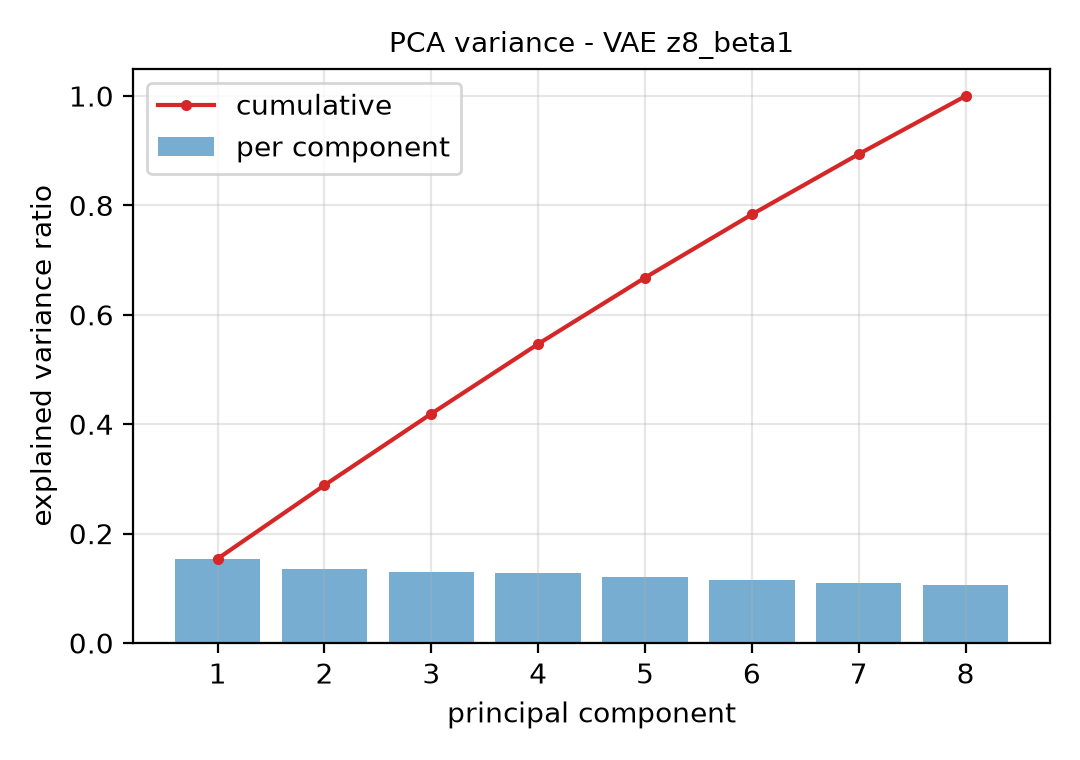 PCA variance - VAE z8_beta1
cumulative
per component
explained variance ratio
1.0
0.8
0.6
0.4
0.2
0.0
1 2 3 4 5 6 7 8
principal component